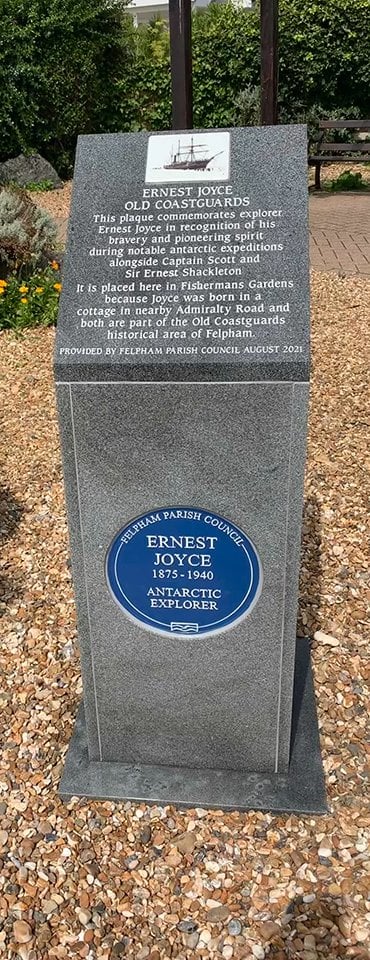 ERNEST JOYCE
OLD COASTGUARDS
This plaque commemorates explorer
Ernest Joyce in recognition of his
bravery and pioneering spirit
during notable antarctic expeditions
alongside Captain Scott and
Sir Ernest Shackleton
It is placed here in Fishermans Gardens
because Joyce was born in a
cottage in nearby Admiralty Road and
both are part of the Old Coastguards
historical area of Felpham.
PROVIDED BY FELPHAM PARISH COUNCIL AUGUST 2021
FELPHAM PARISH COUNCIL
ERNEST
JOYCE
1875-1940
ANTARCTIC
EXPLORER